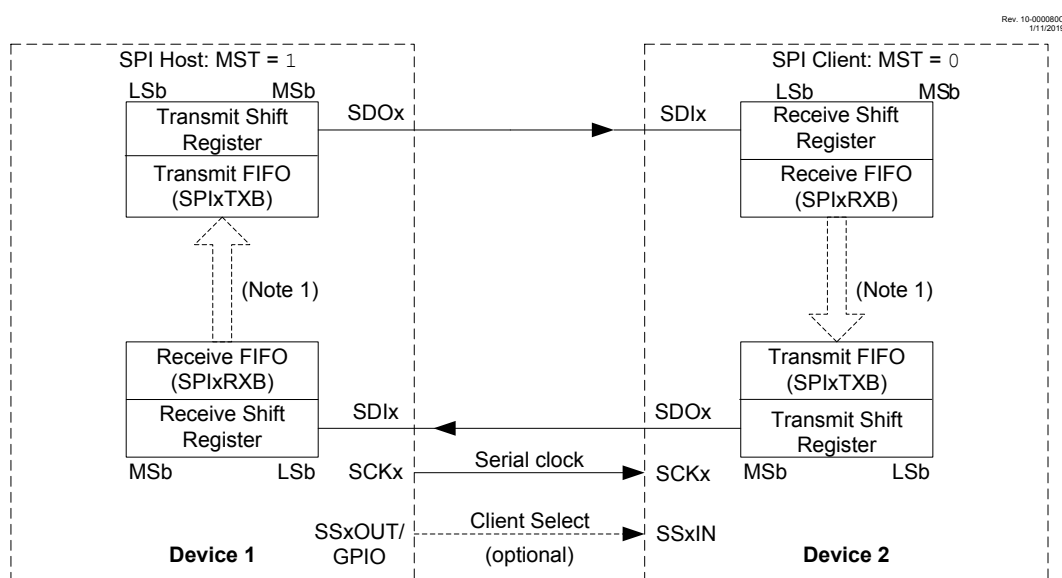 Rev. 10-0000800
1/11/2019
SPI Host: MST = 1
SPI Client: MST = 0
LSb MSb
LSb MSb
Transmit Shift
Register
SDOx
SDIx
Receive Shift
Register
Transmit FIFO
(SPIxTXB)
Receive FIFO
(SPIxRXB)
(Note 1)
(Note 1)
Receive FIFO
(SPIxRXB)
Transmit FIFO
(SPIxTXB)
Receive Shift
Register
SDIx
SDOx
Transmit Shift
Register
MSb LSb
SCKx
Serial clock
SCKx
MSb LSb
SSxOUT/
GPIO
Client Select
(optional)
SSxIN
Device 1
Device 2